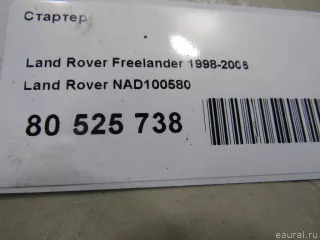 Стартер
Land Rover Freelander 1998-2006
Land Rover NAD100580
80 525 738
eaural.ru